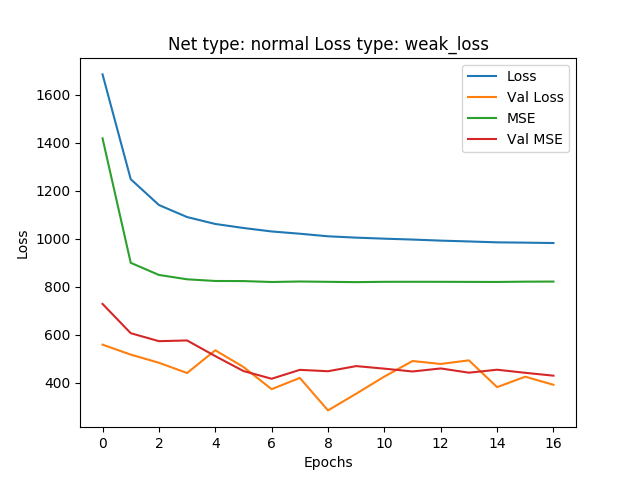 Net type: normal Loss type: weak_loss
Loss
Val Loss
MSE
Val MSE
1600
1400
1200
1000
800
600
400
Loss
0 2 4 6 8 10 12 14 16
Epochs